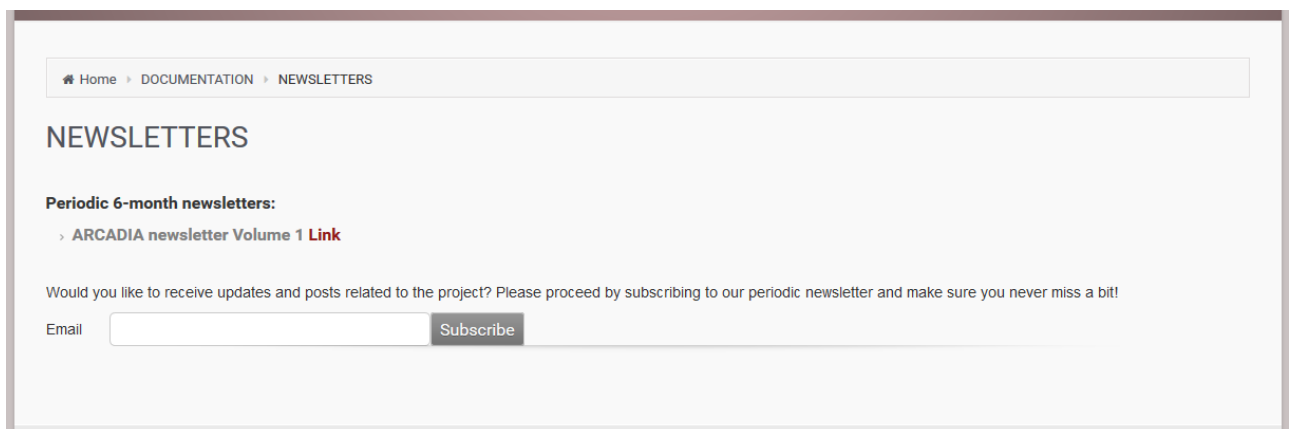 Home DOCUMENTATION NEWSLETTERS
NEWSLETTERS
Periodic 6-month newsletters:
ARCADIA newsletter Volume 1 Link
Would you like to receive updates and posts related to the project? Please proceed by subscribing to our periodic newsletter and make sure you never miss a bit!
Email Subscribe